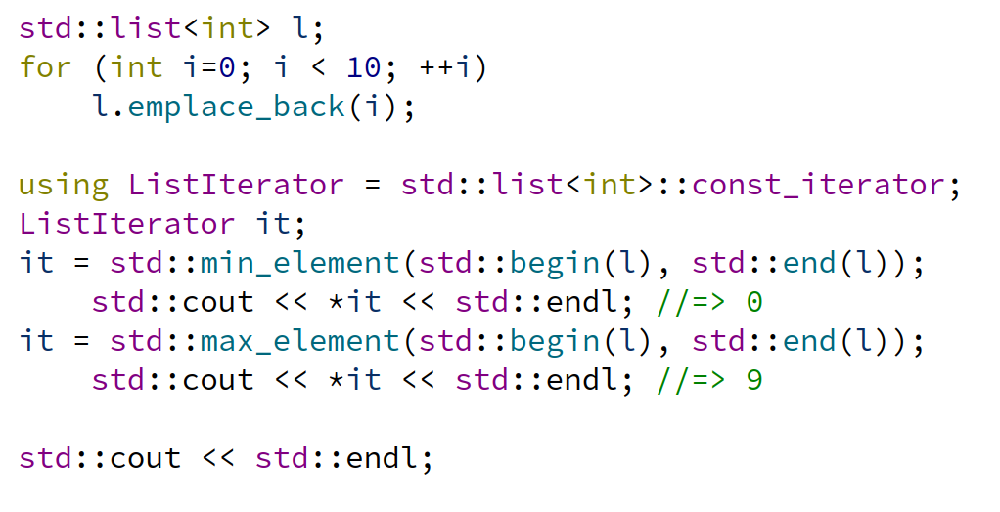 std::list<int> l;
for (int i=0; i < 10; ++i)
    l.emplace_back(i);

using ListIterator = std::list<int>::const_iterator;
ListIterator it;
it = std::min_element(std::begin(l), std::end(l));
    std::cout << *it << std::endl; //=> 0
it = std::max_element(std::begin(l), std::end(l));
    std::cout << *it << std::endl; //=> 9

std::cout << std::endl;